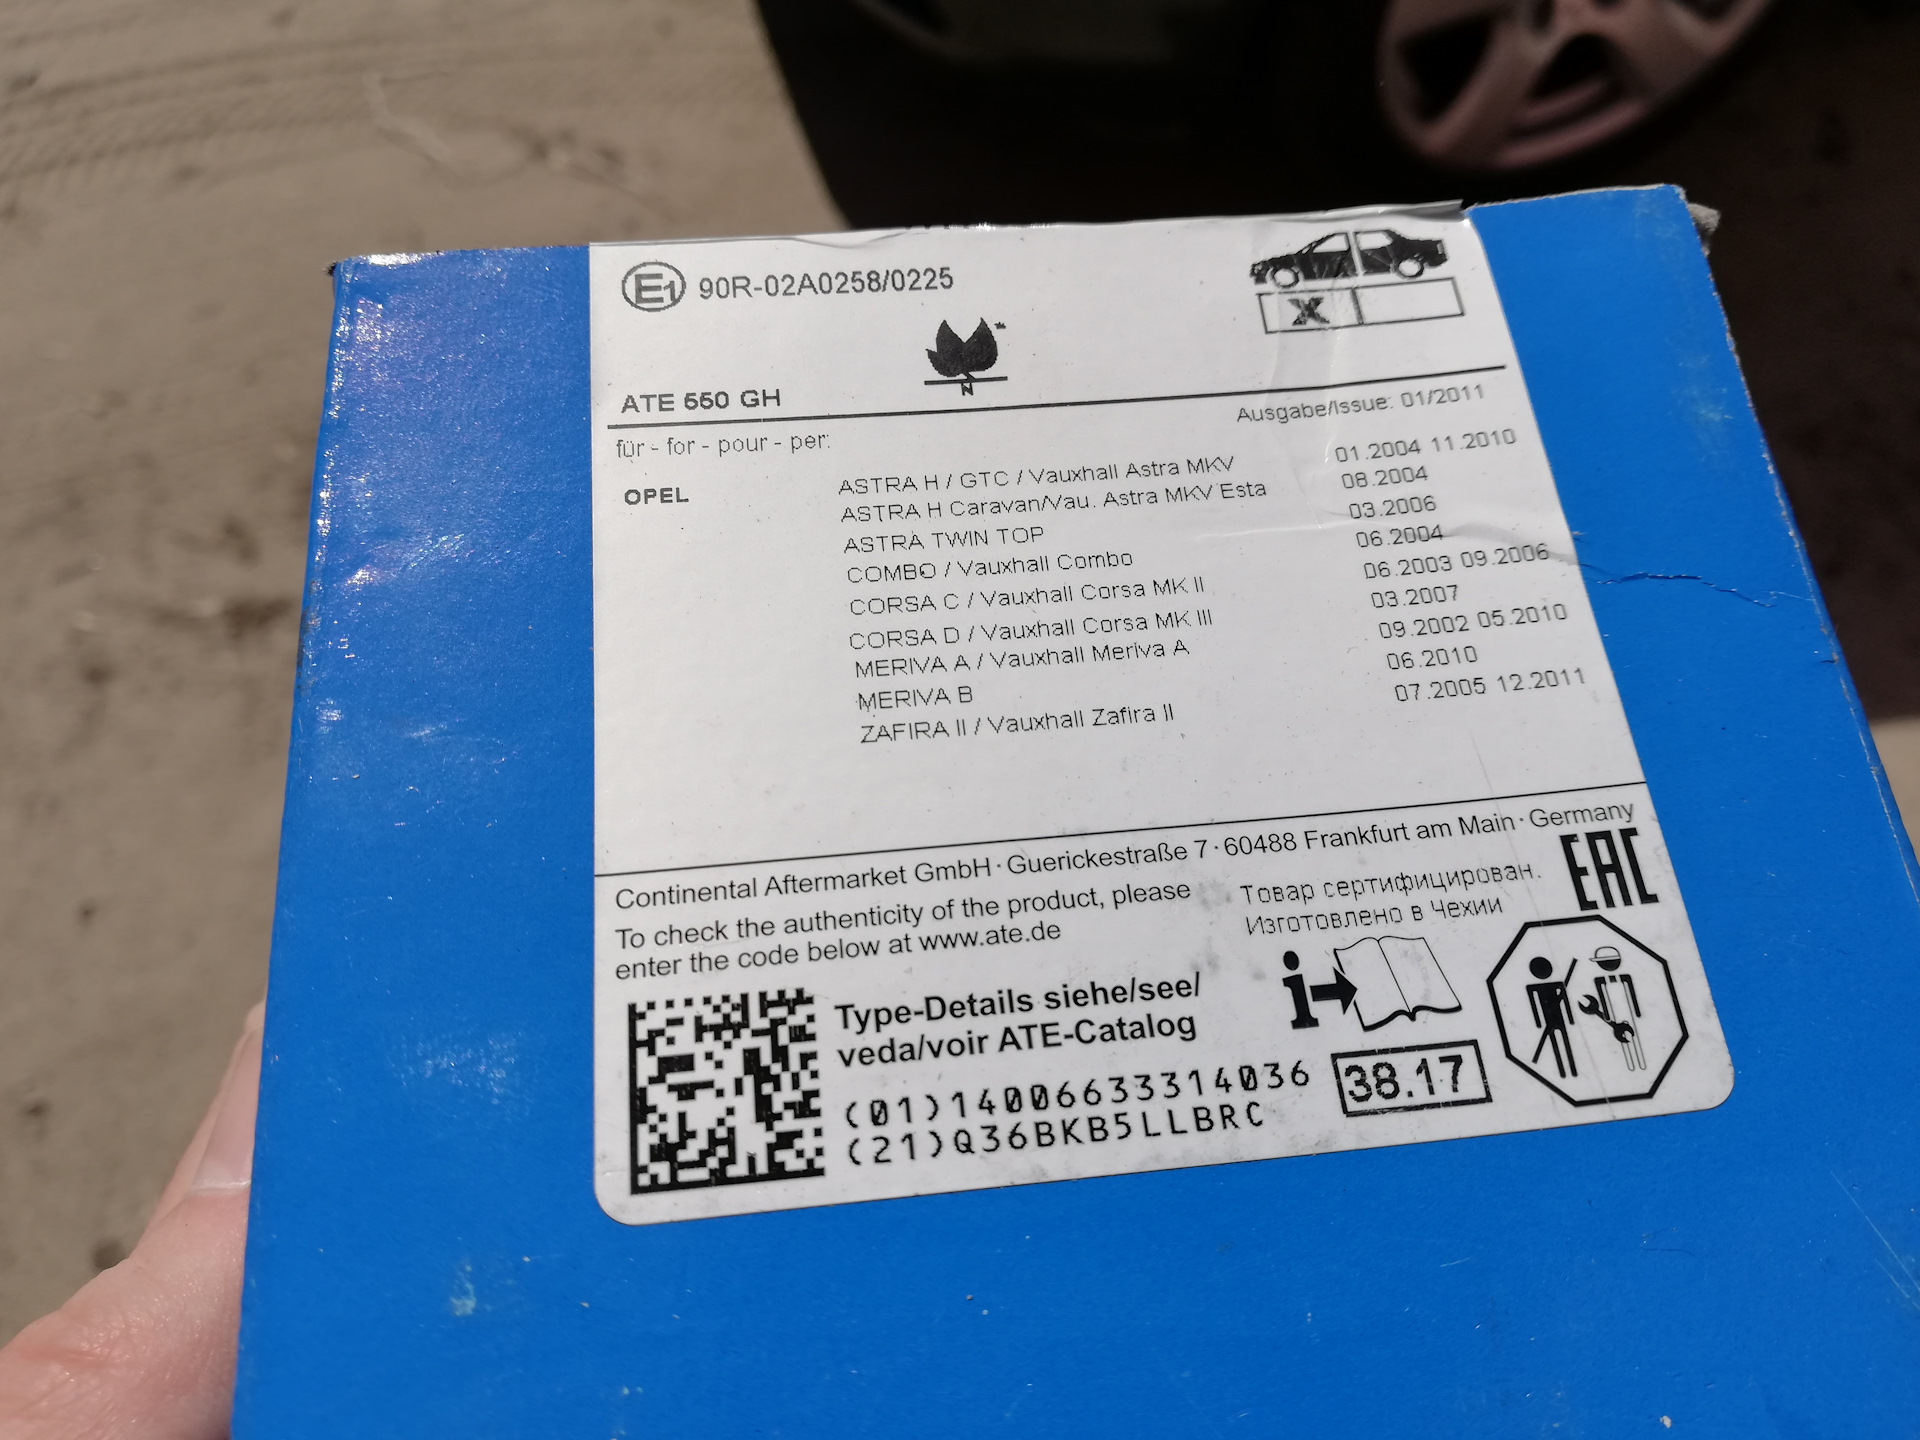 E1 90R-02A0258/0225
X
N
ATE 550 GH
Ausgabe/Issue: 01/2011
für - for - pour - per:
OPEL
ASTRA H / GTC / Vauxhall Astra MKV 01.2004 11.2010
ASTRA H Caravan/Vau. Astra MKV Esta 08.2004
ASTRA TWIN TOP 03.2006
COMBO / Vauxhall Combo 06.2004
CORSA C / Vauxhall Corsa MK II 06.2003 09.2006
CORSA D / Vauxhall Corsa MK III 03.2007
MERIVA A / Vauxhall Meriva A 09.2002 05.2010
MERIVA B 06.2010
ZAFIRA II / Vauxhall Zafira II 07.2005 12.2011
Continental Aftermarket GmbH · Guerickestraße 7 · 60488 Frankfurt am Main · Germany
To check the authenticity of the product, please
enter the code below at www.ate.de
Товар сертифицирован.
Изготовлено в Чехии
EAC
Type-Details siehe/see/
veda/voir ATE-Catalog
(01)14006633314036
(21)Q36BKB5LLBRC
38.17